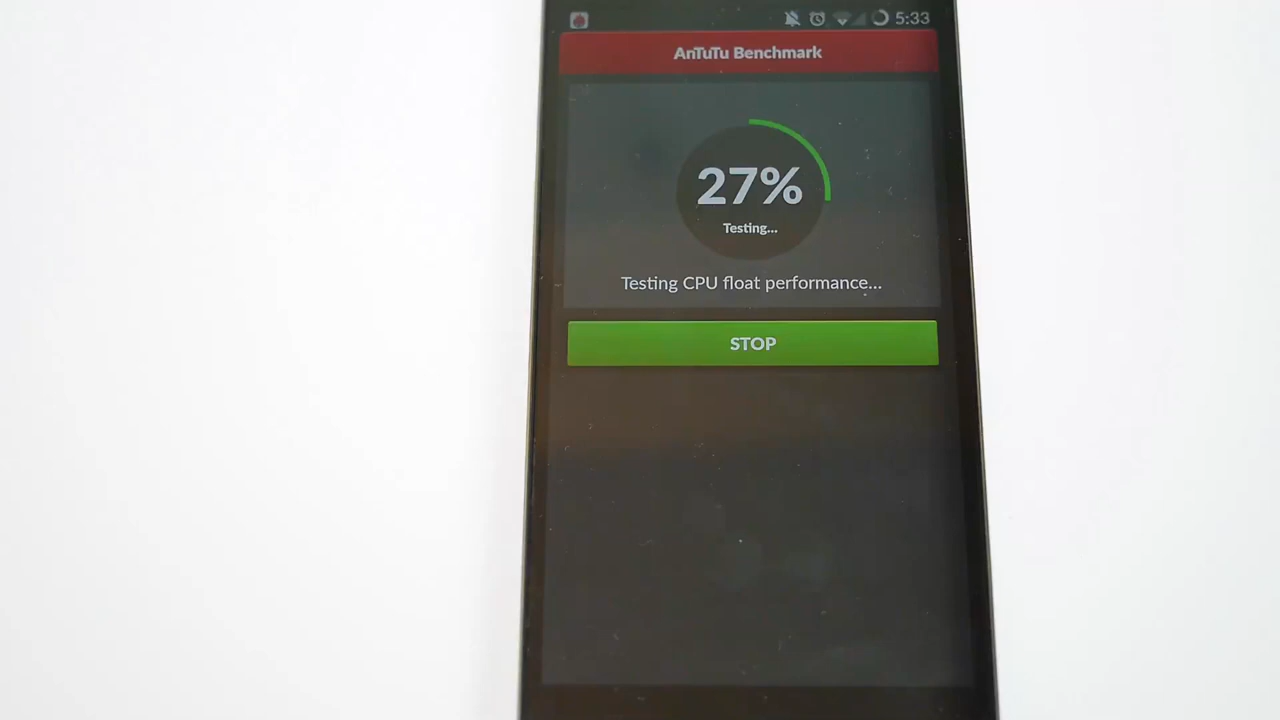 5:33
AnTuTu Benchmark
27%
Testing...
Testing CPU float performance...
STOP